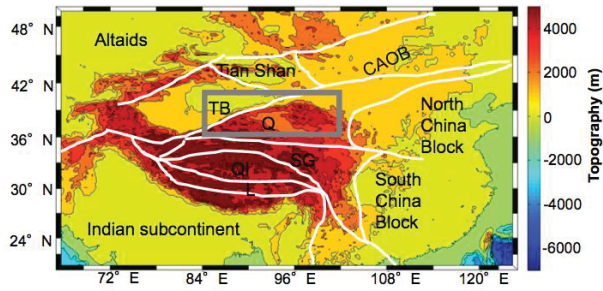 48° N
42° N
36° N
30° N
24° N
Altaids
Tian Shan
CAOB
TB
Q
North
China
Block
QI
SG
L
South
China
Block
Indian subcontinent
72° E
84° E
96° E
108° E
120° E
4000
2000
0
-2000
-4000
-6000
Topography (m)